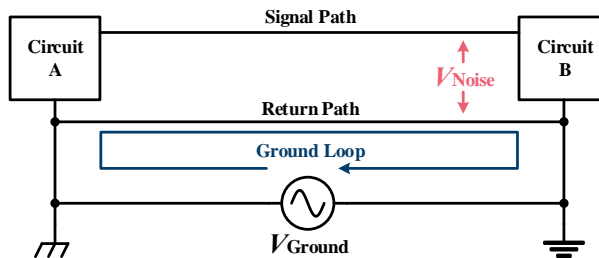 Signal Path
Circuit
A
Circuit
B
VNoise
Return Path
Ground Loop
VGround